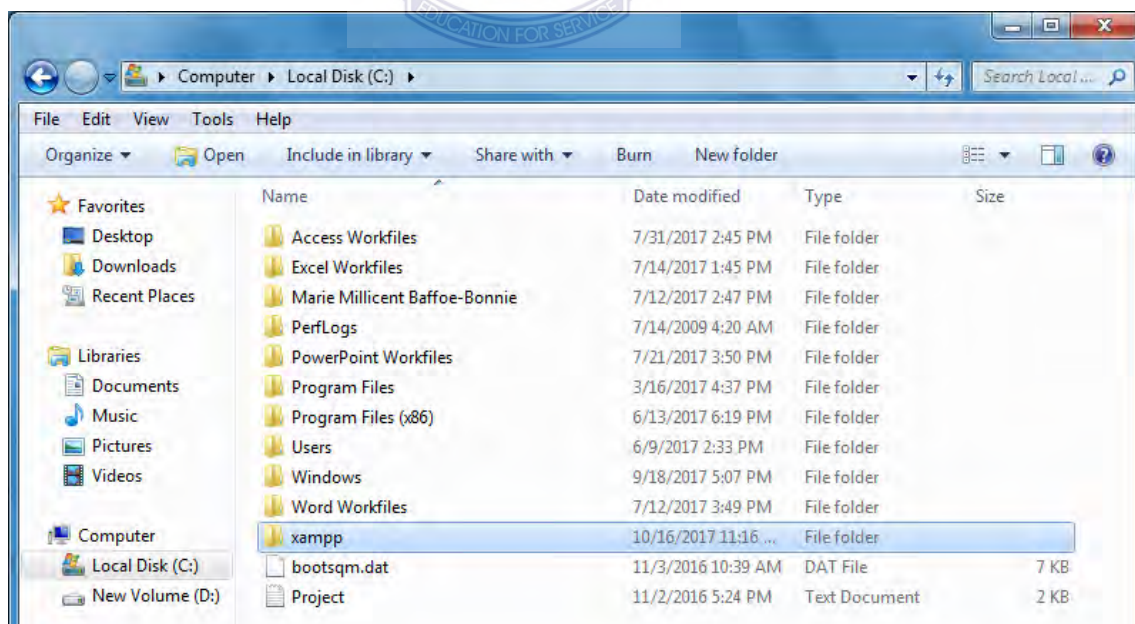 EDUCATION FOR SERVICE
Computer Local Disk (C:)
Search Local ...
File Edit View Tools Help
Organize Open Include in library Share with Burn New folder
Name Date modified Type Size
Favorites
Desktop
Downloads
Recent Places
Libraries
Documents
Music
Pictures
Videos
Computer
Local Disk (C:)
New Volume (D:)
Access Workfiles 7/31/2017 2:45 PM File folder
Excel Workfiles 7/14/2017 1:45 PM File folder
Marie Millicent Baffoe-Bonnie 7/12/2017 2:47 PM File folder
PerfLogs 7/14/2009 4:20 AM File folder
PowerPoint Workfiles 7/21/2017 3:50 PM File folder
Program Files 3/16/2017 4:37 PM File folder
Program Files (x86) 6/13/2017 6:19 PM File folder
Users 6/9/2017 2:33 PM File folder
Windows 9/18/2017 5:07 PM File folder
Word Workfiles 7/12/2017 3:49 PM File folder
xampp 10/16/2017 11:16 ... File folder
bootsqm.dat 11/3/2016 10:39 AM DAT File 7 KB
Project 11/2/2016 5:24 PM Text Document 2 KB